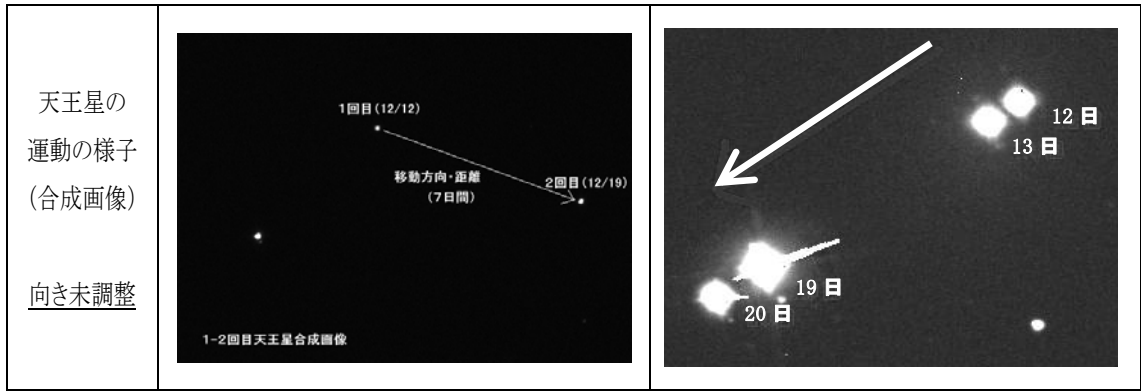 天王星の
運動の様子
(合成画像)
向き未調整
1回目(12/12)
移動方向・距離
(7日間)
2回目(12/19)
1-2回目天王星合成画像
12 日
13 日
19 日
20 日